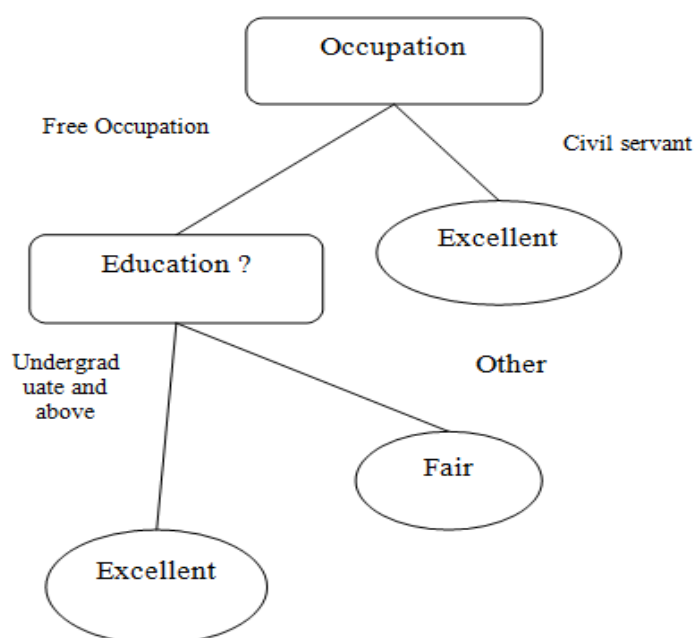 Occupation
Free Occupation
Civil servant
Excellent
Education ?
Undergrad
uate and
above
Other
Fair
Excellent